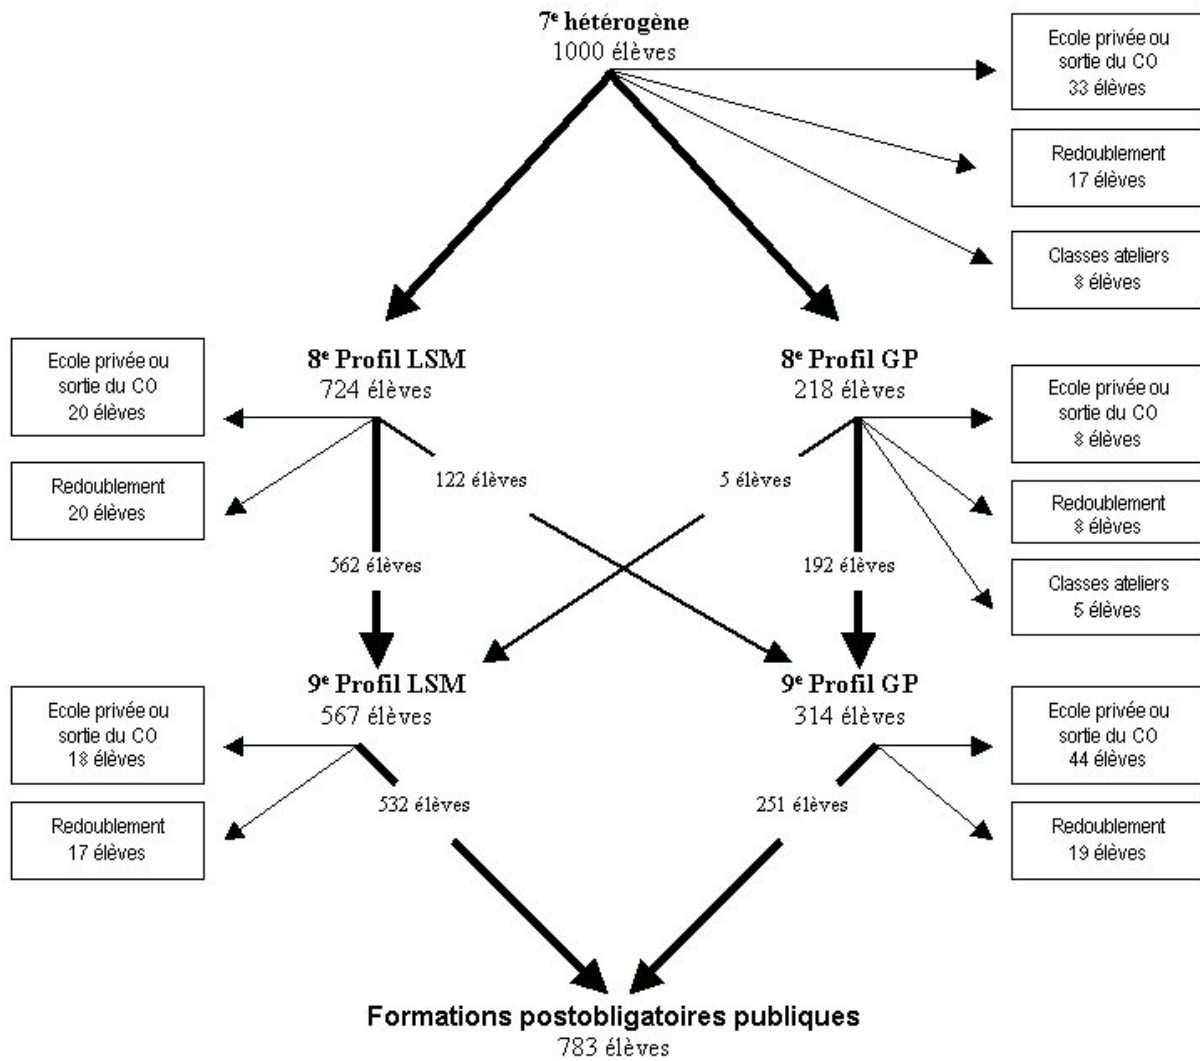 7e hétérogène
1000 élèves
Ecole privée ou
sortie du CO
33 élèves
Redoublement
17 élèves
Classes ateliers
8 élèves
8e Profil LSM
724 élèves
8e Profil GP
218 élèves
Ecole privée ou
sortie du CO
20 élèves
Redoublement
20 élèves
Ecole privée ou
sortie du CO
8 élèves
Redoublement
8 élèves
Classes ateliers
5 élèves
122 élèves
5 élèves
562 élèves
192 élèves
9e Profil LSM
567 élèves
9e Profil GP
314 élèves
Ecole privée ou
sortie du CO
18 élèves
Redoublement
17 élèves
Ecole privée ou
sortie du CO
44 élèves
Redoublement
19 élèves
532 élèves
251 élèves
Formations postobligatoires publiques
783 élèves